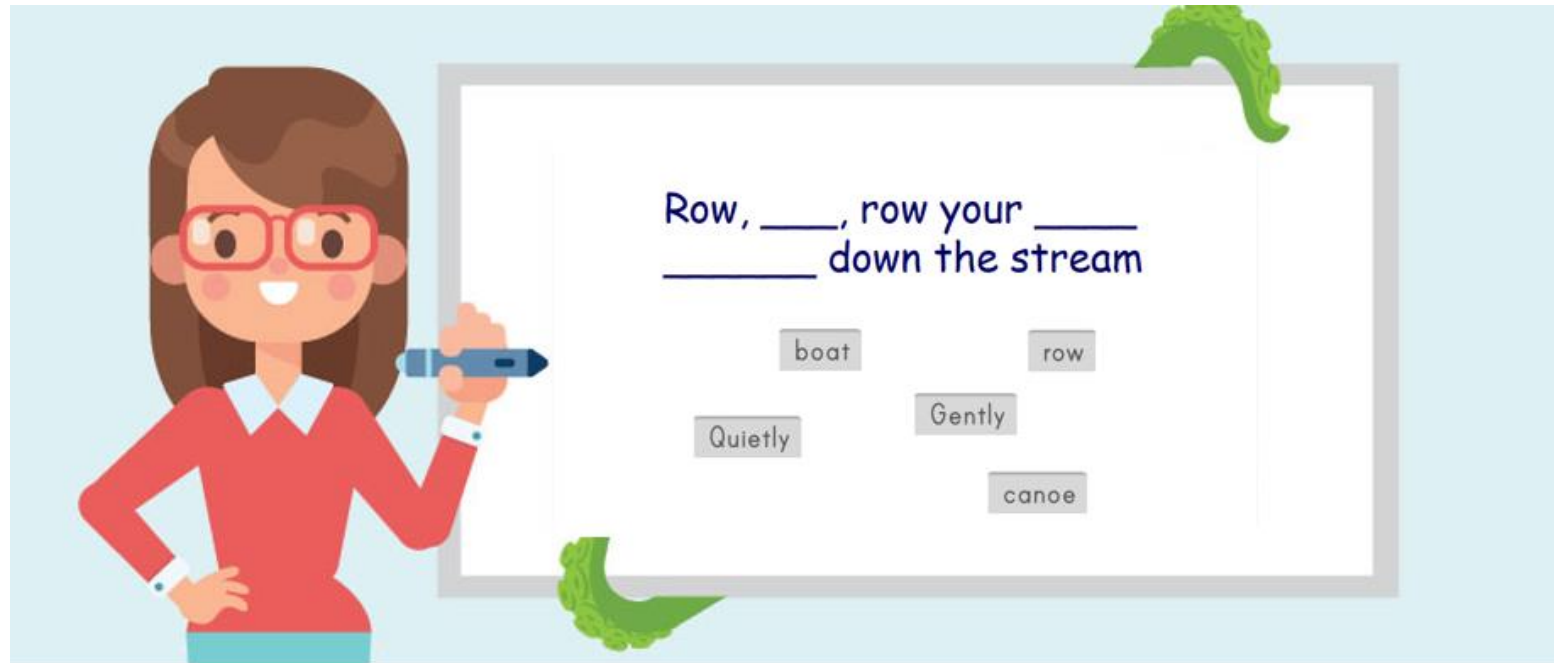 Row, ___, row your ____
______ down the stream
boat
row
Gently
Quietly
canoe